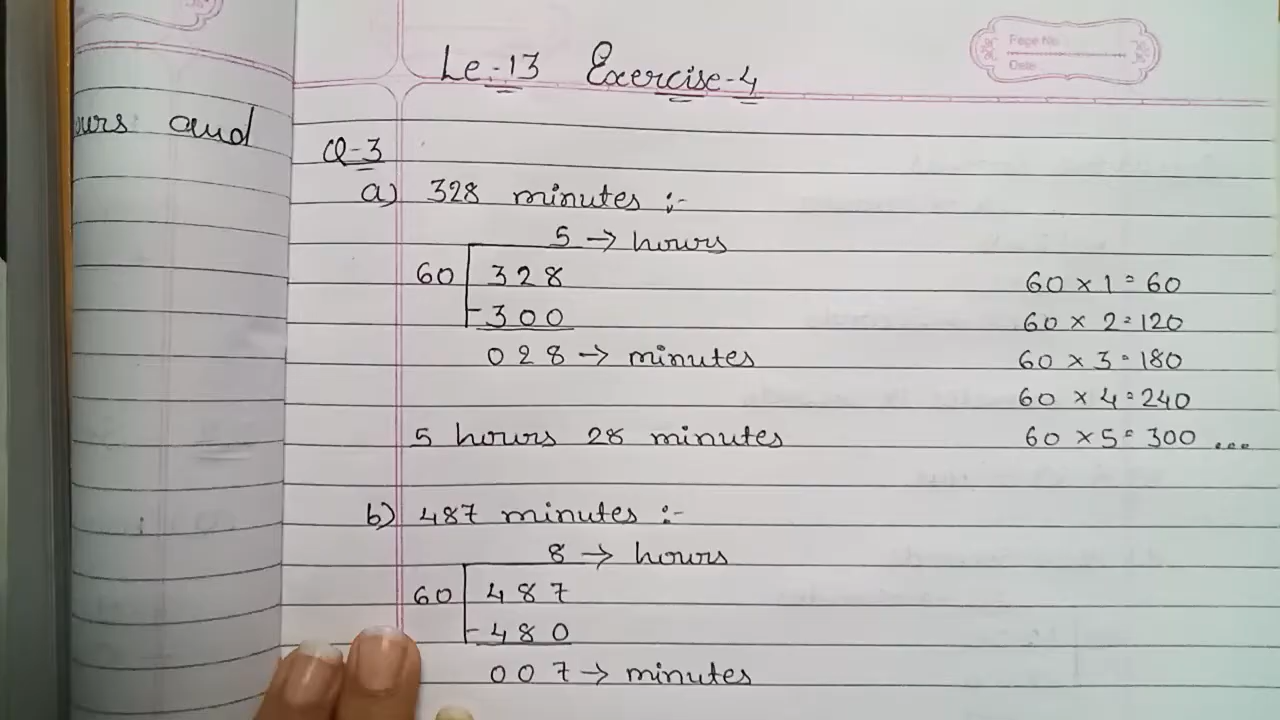 Le.-13 Exercise-4
Page No.
Date
and
Q-3
a) 328 minutes :-
5 → hours
60 328
-300
028 → minutes
5 hours 28 minutes
60 × 1 = 60
60 × 2 = 120
60 × 3 = 180
60 × 4 = 240
60 × 5 = 300 ...
b) 487 minutes :-
8 → hours
60 487
-480
007 → minutes